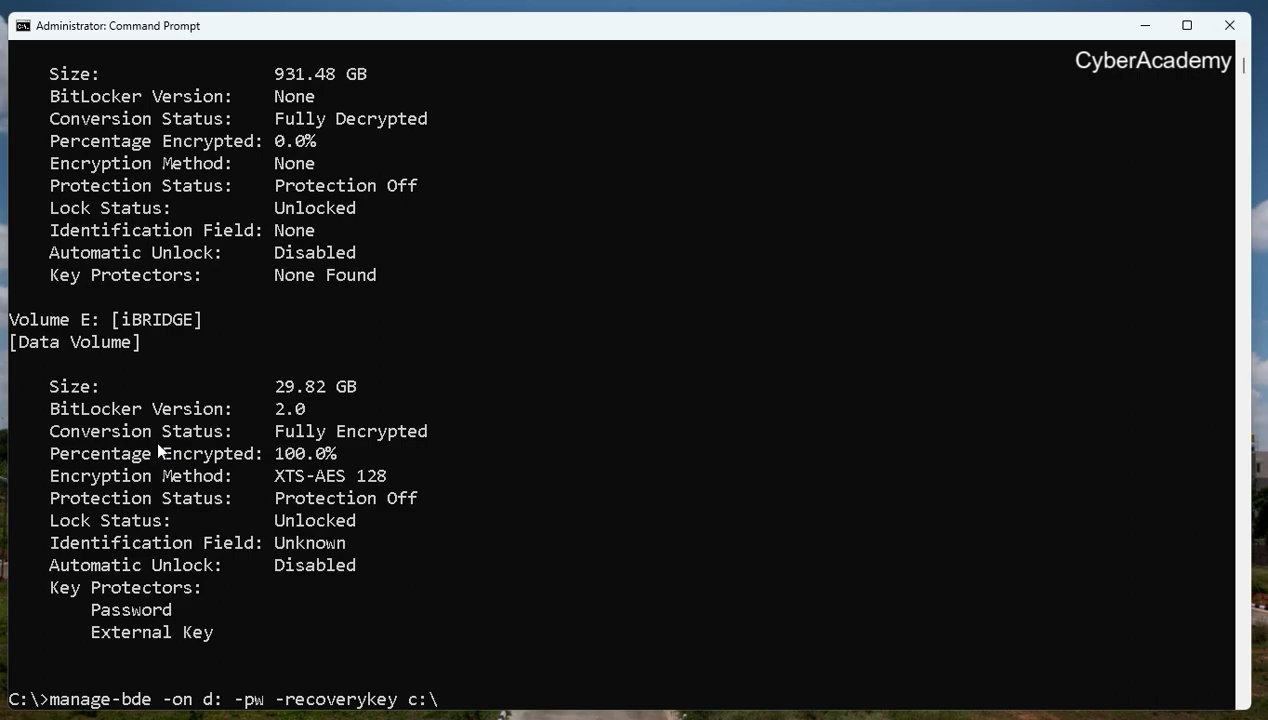 Administrator: Command Prompt
CyberAcademy
Size: 931.48 GB
BitLocker Version: None
Conversion Status: Fully Decrypted
Percentage Encrypted: 0.0%
Encryption Method: None
Protection Status: Protection Off
Lock Status: Unlocked
Identification Field: None
Automatic Unlock: Disabled
Key Protectors: None Found
Volume E: [iBRIDGE]
[Data Volume]
Size: 29.82 GB
BitLocker Version: 2.0
Conversion Status: Fully Encrypted
Percentage Encrypted: 100.0%
Encryption Method: XTS-AES 128
Protection Status: Protection Off
Lock Status: Unlocked
Identification Field: Unknown
Automatic Unlock: Disabled
Key Protectors:
Password
External Key
C:\>manage-bde -on d: -pw -recoverykey c:\